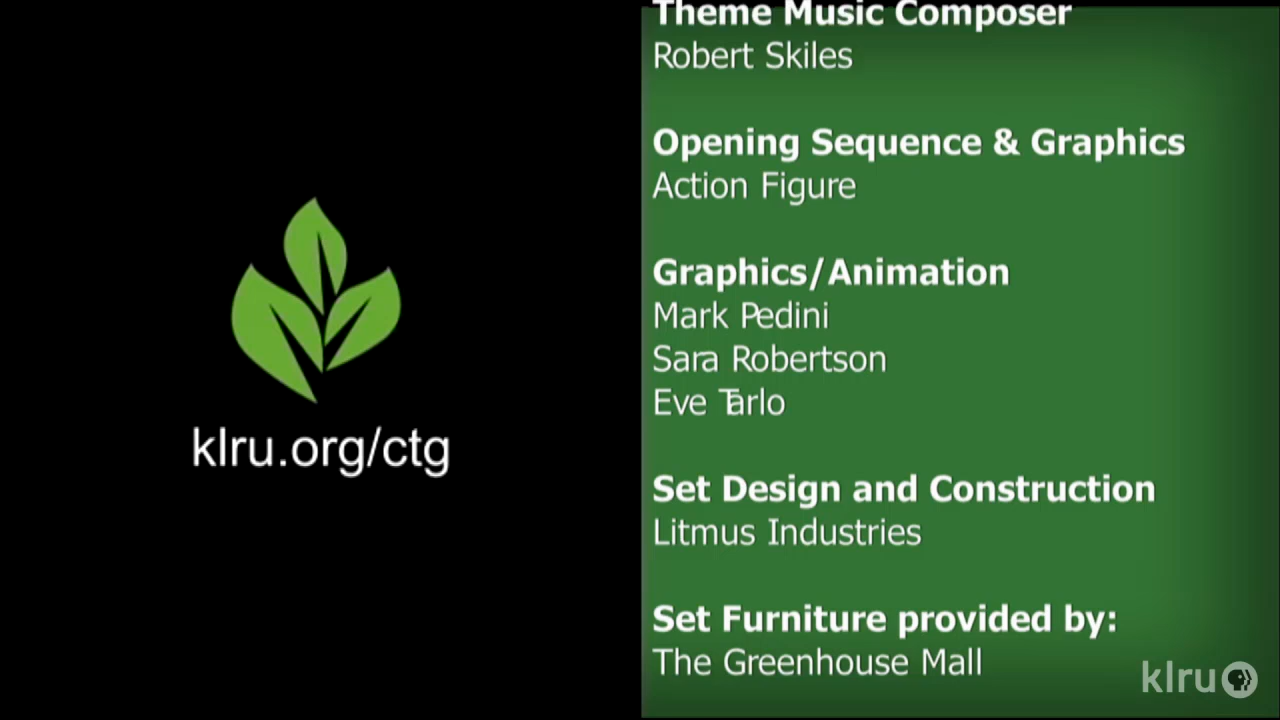 klru.org/ctg
Theme Music Composer
Robert Skiles
Opening Sequence & Graphics
Action Figure
Graphics/Animation
Mark Pedini
Sara Robertson
Eve Tarlo
Set Design and Construction
Litmus Industries
Set Furniture provided by:
The Greenhouse Mall
klru